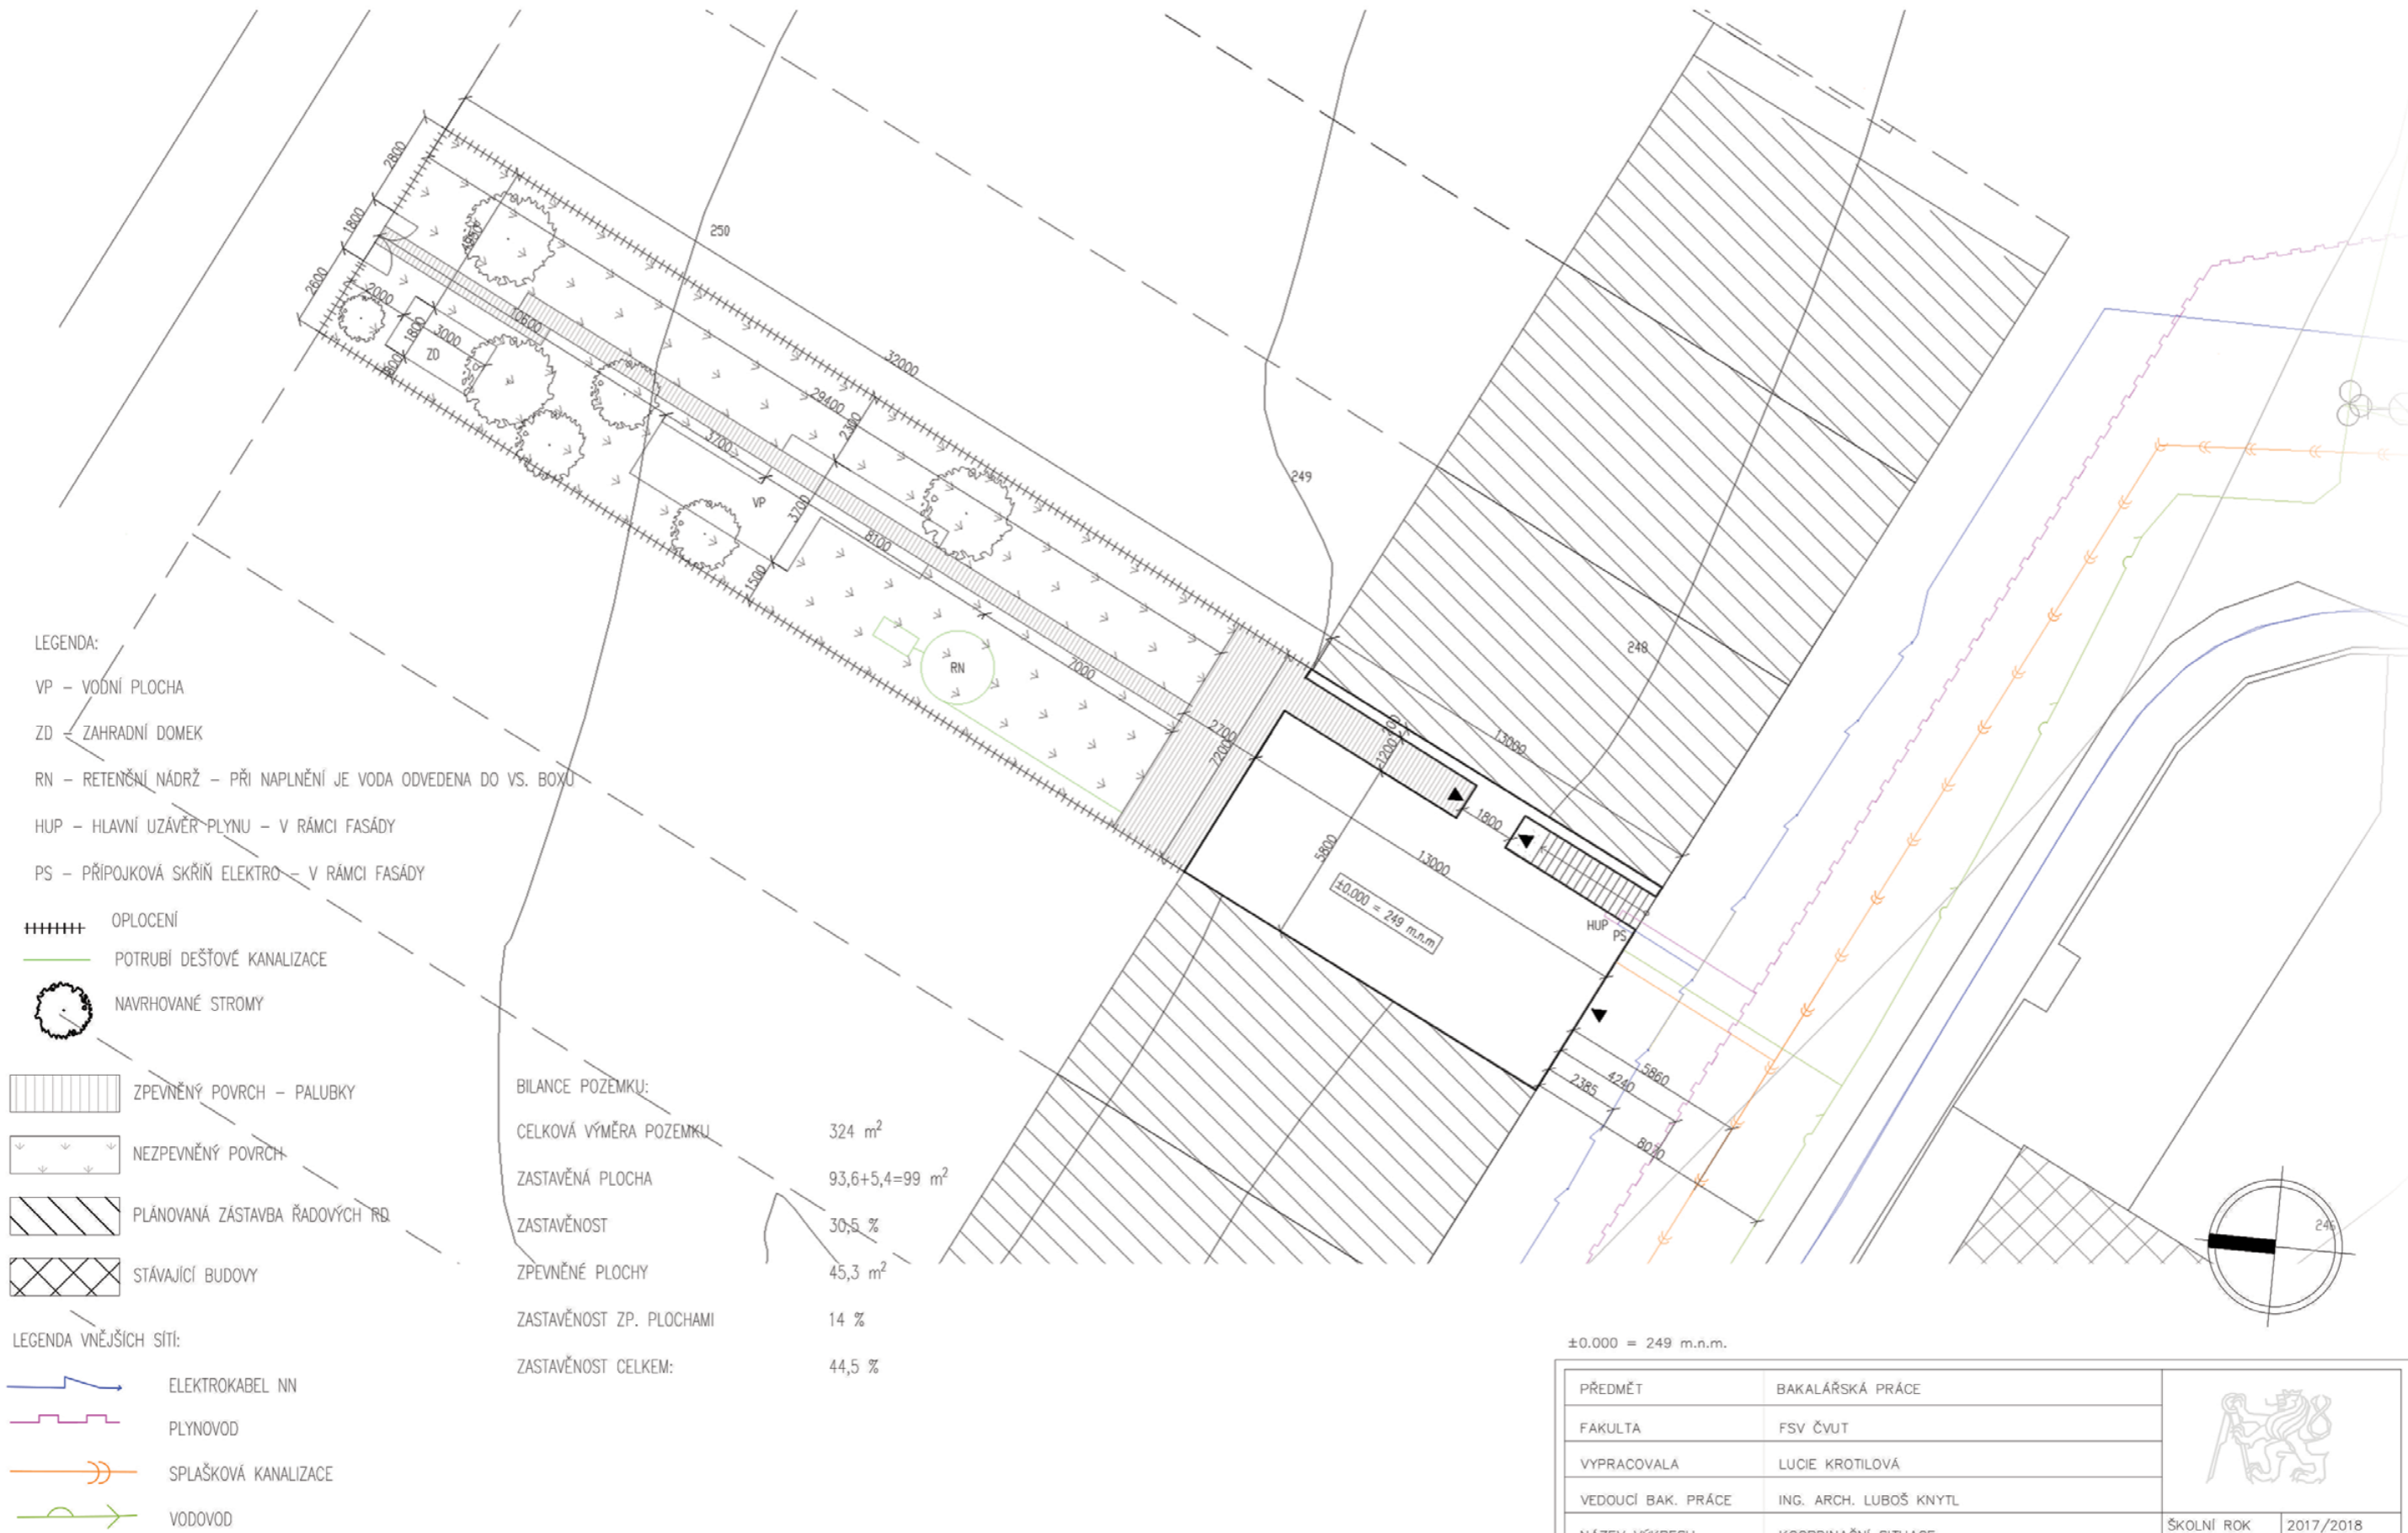 2800
1800
2600
2000
1800
3000
ZD
4950
10600
250
32000
29400
2300
3700
VP
3700
8100
1500
RN
7000
249
248
2700
7200
200
1200
13000
1800
5800
13000
±0.000 = 249 m.n.m
HUP
PS
5860
4240
2385
8070
246
LEGENDA:
VP – VODNÍ PLOCHA
ZD – ZAHRADNÍ DOMEK
RN – RETENČNÍ NÁDRŽ – PŘI NAPLNĚNÍ JE VODA ODVEDENA DO VS. BOXU
HUP – HLAVNÍ UZÁVĚR PLYNU – V RÁMCI FASÁDY
PS – PŘÍPOJKOVÁ SKŘÍŇ ELEKTRO – V RÁMCI FASÁDY
OPLOCENÍ
POTRUBÍ DEŠŤOVÉ KANALIZACE
NAVRHOVANÉ STROMY
ZPEVNĚNÝ POVRCH – PALUBKY
NEZPEVNĚNÝ POVRCH
PLÁNOVANÁ ZÁSTAVBA ŘADOVÝCH RD
STÁVAJÍCÍ BUDOVY
LEGENDA VNĚJŠÍCH SÍTÍ:
ELEKTROKABEL NN
PLYNOVOD
SPLAŠKOVÁ KANALIZACE
VODOVOD
BILANCE POZEMKU:
CELKOVÁ VÝMĚRA POZEMKU 324 m²
ZASTAVĚNÁ PLOCHA 93,6+5,4=99 m²
ZASTAVĚNOST 30,5 %
ZPEVNĚNÉ PLOCHY 45,3 m²
ZASTAVĚNOST ZP. PLOCHAMI 14 %
ZASTAVĚNOST CELKEM: 44,5 %
±0.000 = 249 m.n.m.
PŘEDMĚT BAKALÁŘSKÁ PRÁCE
FAKULTA FSV ČVUT
VYPRACOVALA LUCIE KROTILOVÁ
VEDOUCÍ BAK. PRÁCE ING. ARCH. LUBOŠ KNYTL
ŠKOLNÍ ROK 2017/2018